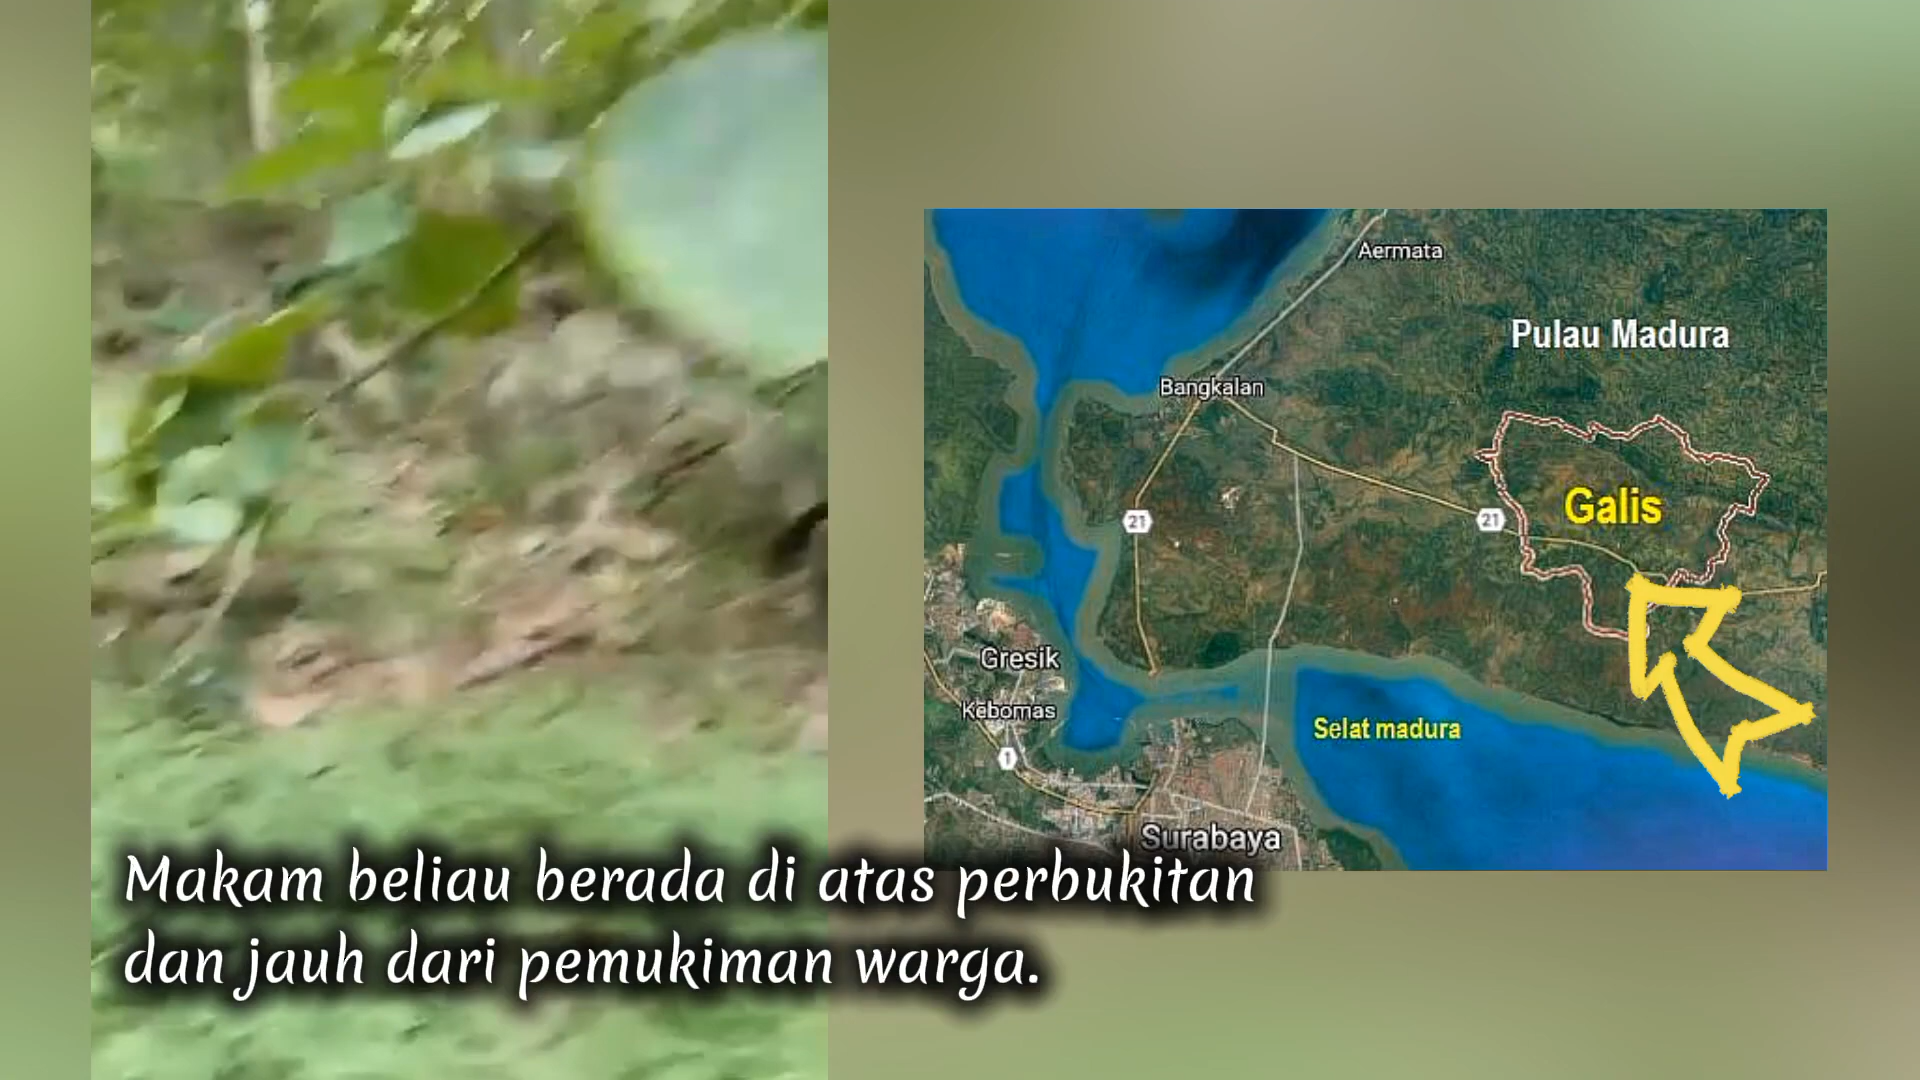 Aermata
Pulau Madura
Bangkalan
Galis
21
21
Gresik
Kebomas
Selat madura
1
Surabaya
Makam beliau berada di atas perbukitan
dan jauh dari pemukiman warga.